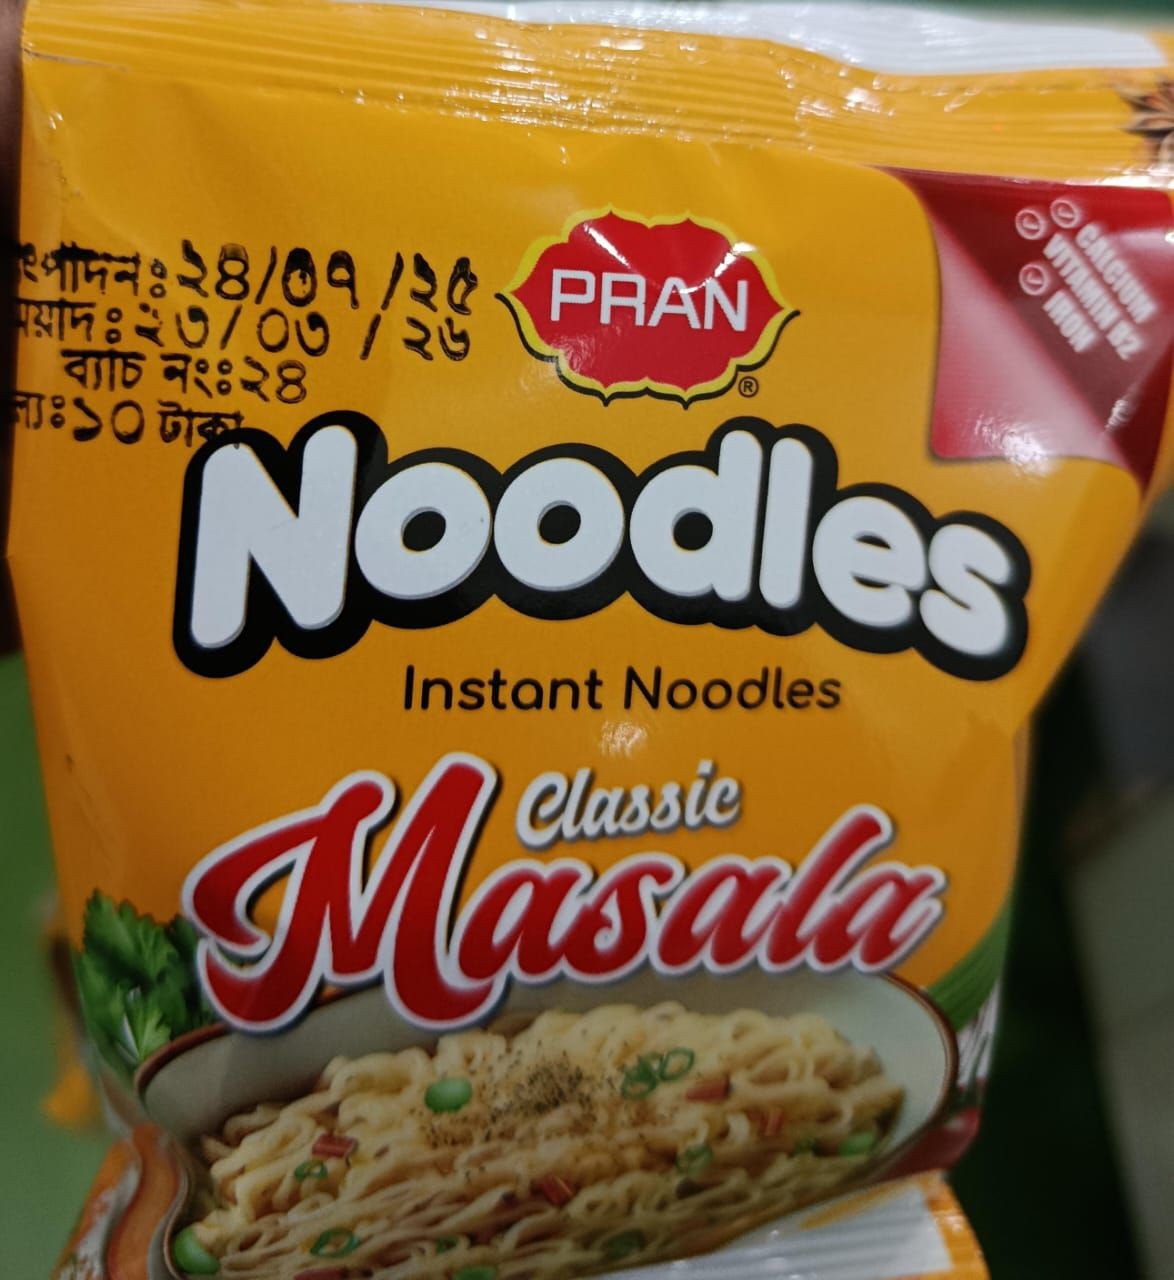 ৎপাদন: ২৪/০৭/২৫
য়াদ: ২৩/০৩/২৬
ব্যাচ নং: ২৪
ল্য: ১০ টাকা
PRAN
®
CALCIUM
VITAMIN B2
IRON
Noodles
Instant Noodles
Classic
Masala